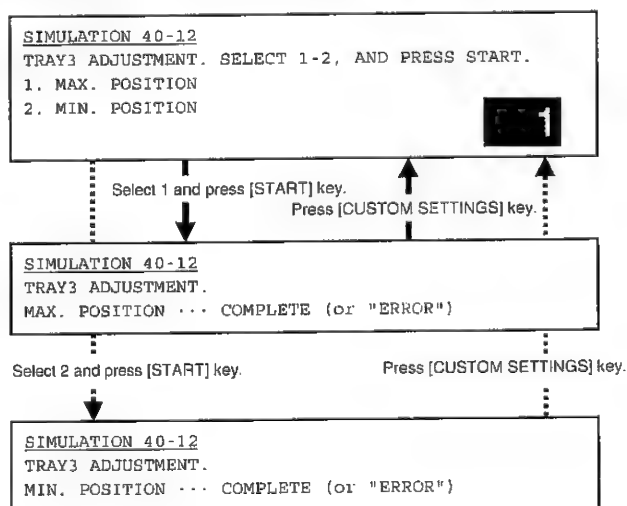 SIMULATION 40-12
TRAY3 ADJUSTMENT. SELECT 1-2, AND PRESS START.
1. MAX. POSITION
2. MIN. POSITION
1
Select 1 and press [START] key.
Press [CUSTOM SETTINGS] key.
SIMULATION 40-12
TRAY3 ADJUSTMENT.
MAX. POSITION ··· COMPLETE (or "ERROR")
Select 2 and press [START] key.
Press [CUSTOM SETTINGS] key.
SIMULATION 40-12
TRAY3 ADJUSTMENT.
MIN. POSITION ··· COMPLETE (or "ERROR")